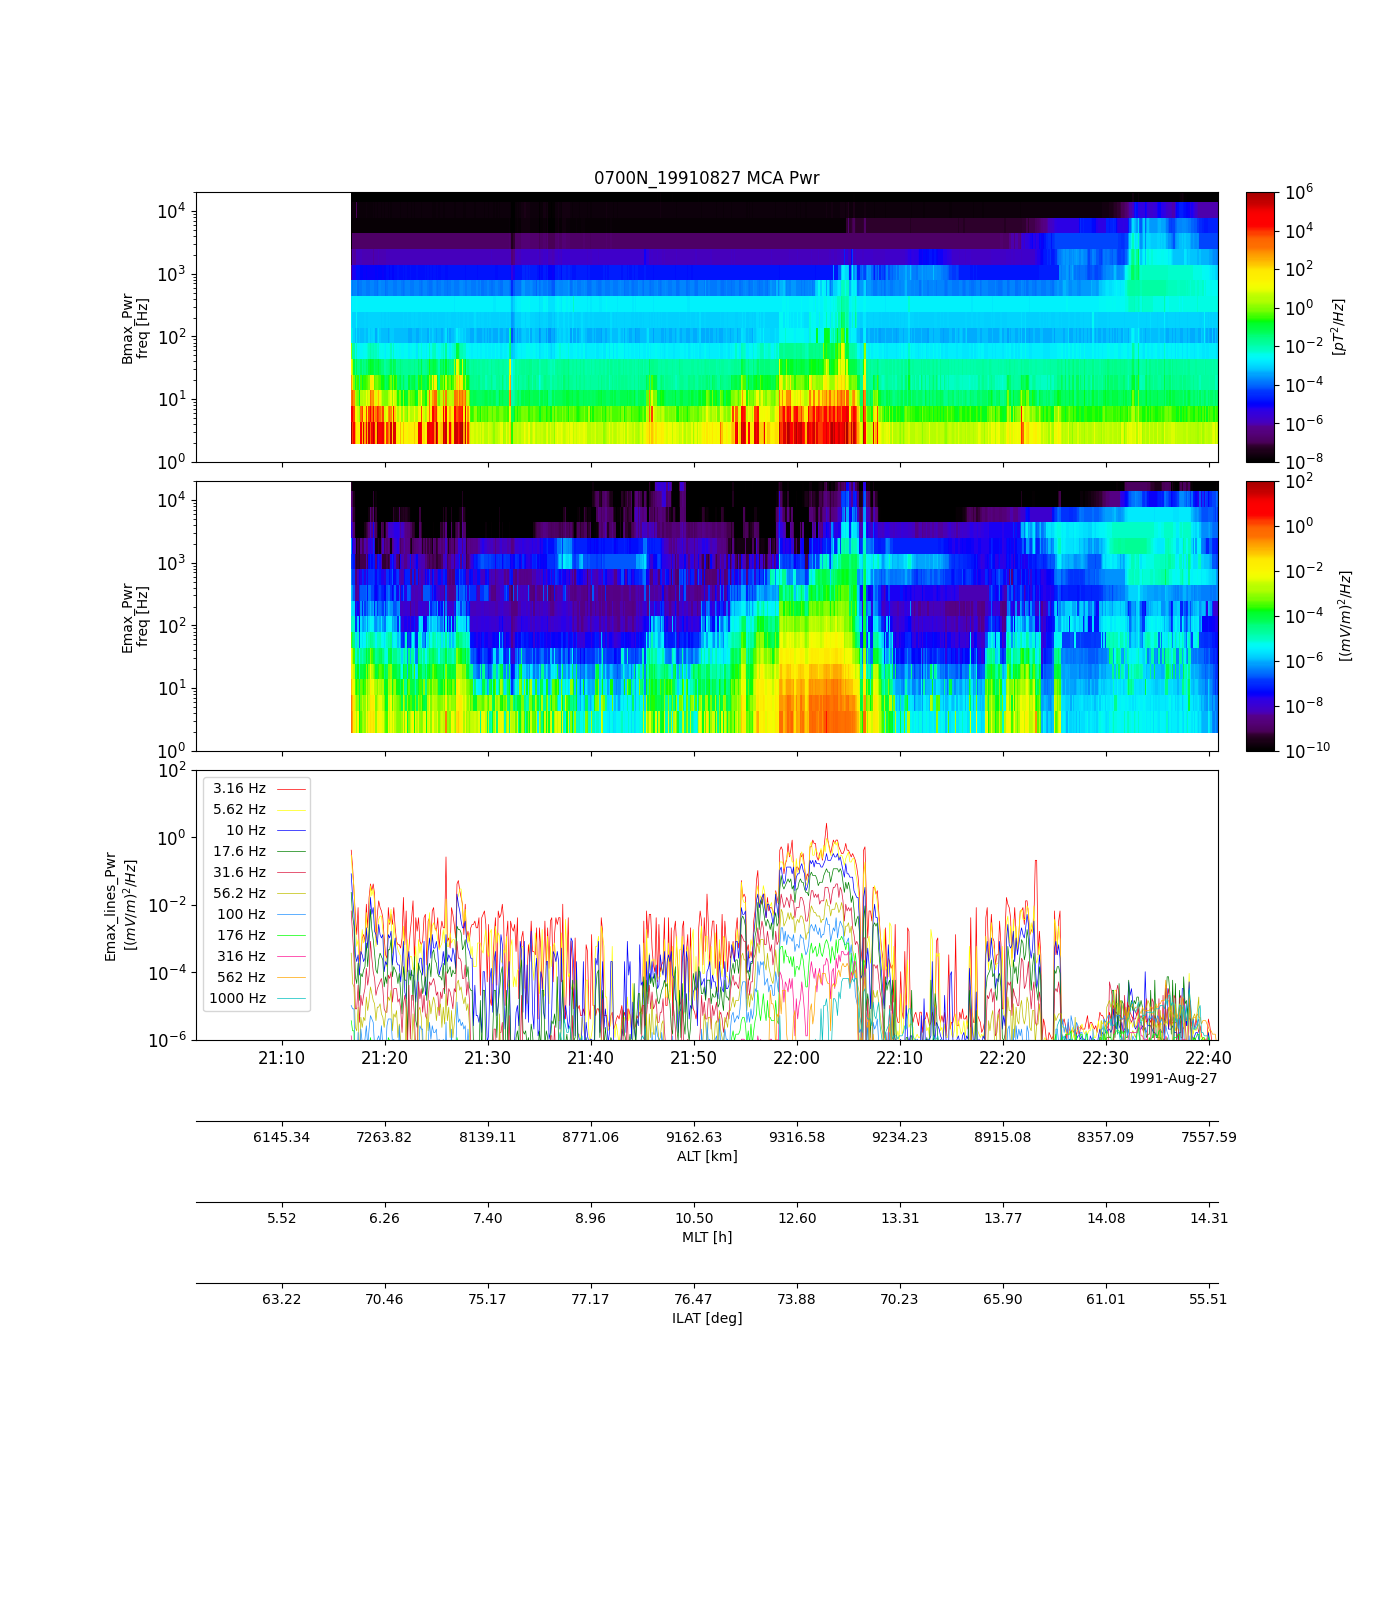 0700N_19910827 MCA Pwr
Bmax_Pwr
freq [Hz]
10^4
10^3
10^2
10^1
10^0
10^6
10^4
10^2
10^0
10^-2
10^-4
10^-6
10^-8
[pT^2/Hz]
Emax_Pwr
freq [Hz]
10^4
10^3
10^2
10^1
10^0
10^2
10^0
10^-2
10^-4
10^-6
10^-8
10^-10
[(mV/m)^2/Hz]
Emax_lines_Pwr
[(mV/m)^2/Hz]
10^2
10^0
10^-2
10^-4
10^-6
3.16 Hz
5.62 Hz
10 Hz
17.6 Hz
31.6 Hz
56.2 Hz
100 Hz
176 Hz
316 Hz
562 Hz
1000 Hz
21:10 21:20 21:30 21:40 21:50 22:00 22:10 22:20 22:30 22:40
1991-Aug-27
6145.34 7263.82 8139.11 8771.06 9162.63 9316.58 9234.23 8915.08 8357.09 7557.59
ALT [km]
5.52 6.26 7.40 8.96 10.50 12.60 13.31 13.77 14.08 14.31
MLT [h]
63.22 70.46 75.17 77.17 76.47 73.88 70.23 65.90 61.01 55.51
ILAT [deg]